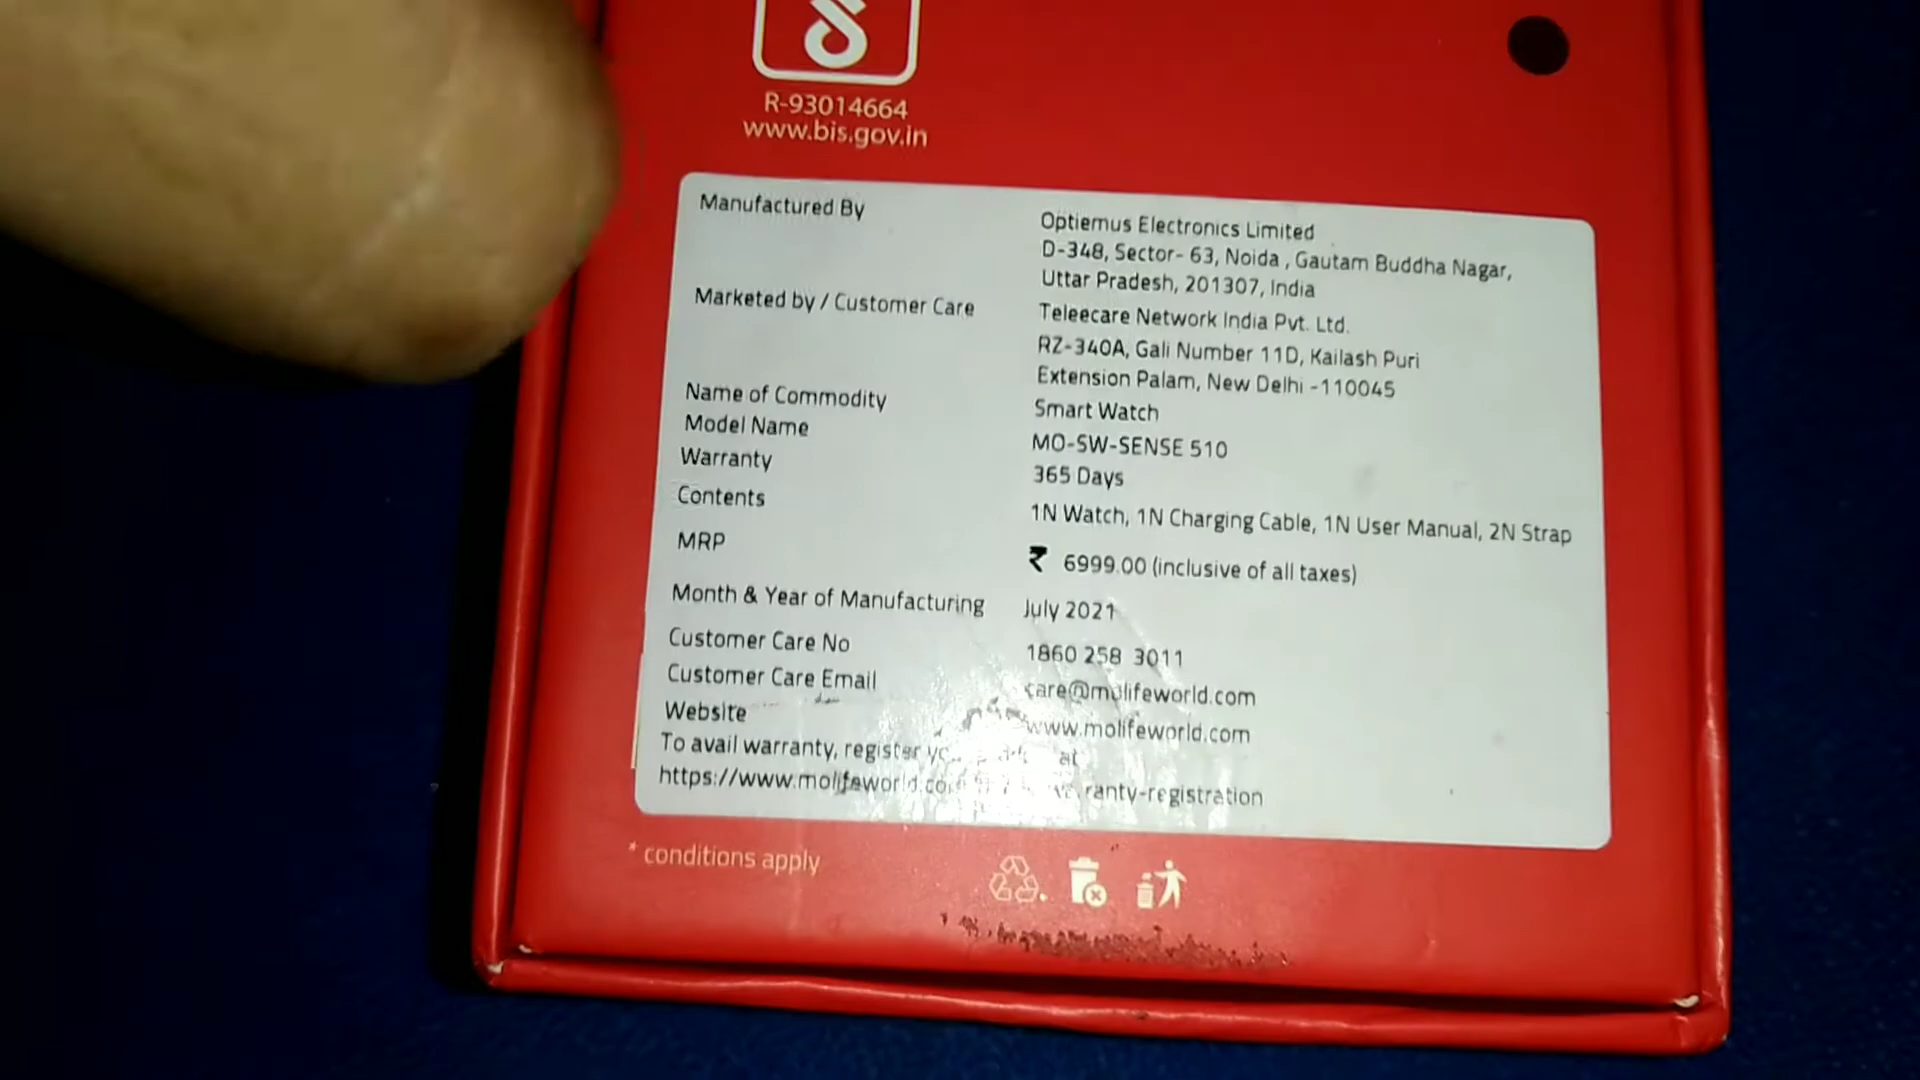 R-93014664
www.bis.gov.in
Manufactured By
Optiemus Electronics Limited
D-348, Sector- 63, Noida , Gautam Buddha Nagar,
Uttar Pradesh, 201307, India
Marketed by / Customer Care
Teleecare Network India Pvt. Ltd.
RZ-340A, Gali Number 11D, Kailash Puri
Extension Palam, New Delhi -110045
Name of Commodity
Smart Watch
Model Name
MO-SW-SENSE 510
Warranty
365 Days
Contents
1N Watch, 1N Charging Cable, 1N User Manual, 2N Strap
MRP
₹ 6999.00 (inclusive of all taxes)
Month & Year of Manufacturing
July 2021
Customer Care No
1860 258 3011
Customer Care Email
care@molifeworld.com
Website
www.molifeworld.com
To avail warranty, register at
https://www.molifeworld.co ranty-registration
* conditions apply